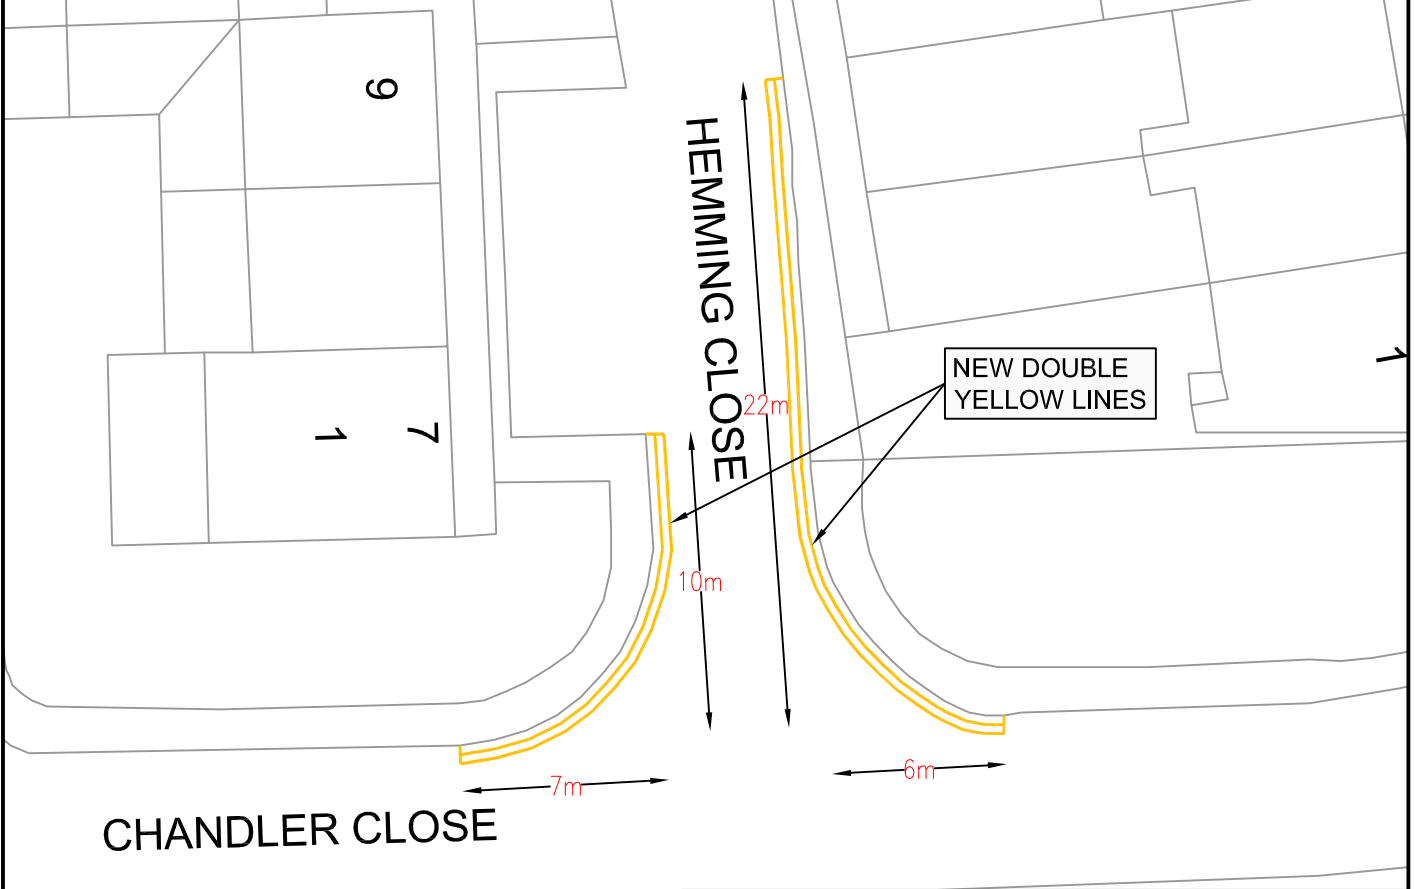 9
HEMMING CLOSE
1
NEW DOUBLE
YELLOW LINES
22m
7
1
10m
6m
7m
CHANDLER CLOSE